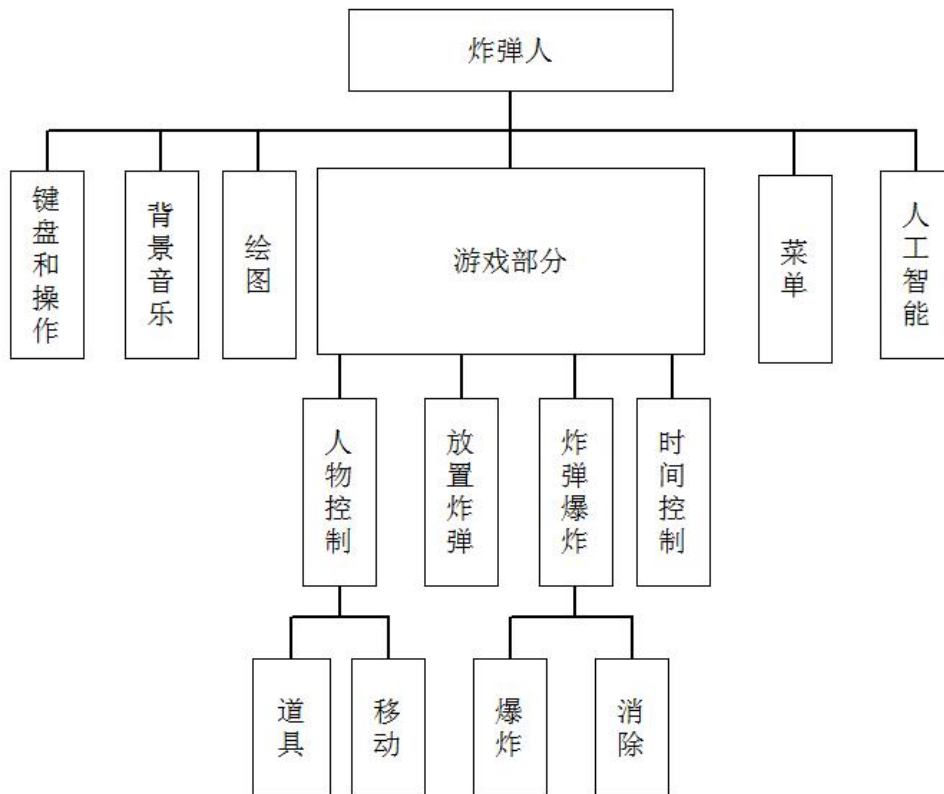 炸弹人
键盘和操作
背景音乐
绘图
游戏部分
菜单
人工智能
人物控制
放置炸弹
炸弹爆炸
时间控制
道具
移动
爆炸
消除